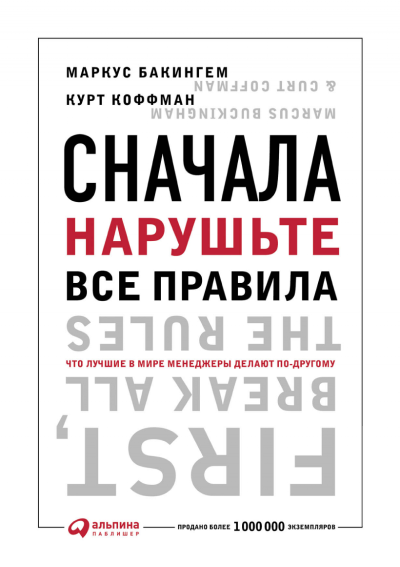 МАРКУС БАКИНГЕМ
& CURT COFFMAN
КУРТ КОФФМАН
MARCUS BUCKINGHAM
СНАЧАЛА
НАРУШЬТЕ
ВСЕ ПРАВИЛА
THE RULES
ЧТО ЛУЧШИЕ В МИРЕ МЕНЕДЖЕРЫ ДЕЛАЮТ ПО-ДРУГОМУ
BREAK ALL
FIRST,
альпина
ПАБЛИШЕР
ПРОДАНО БОЛЕЕ 1 000 000 ЭКЗЕМПЛЯРОВ